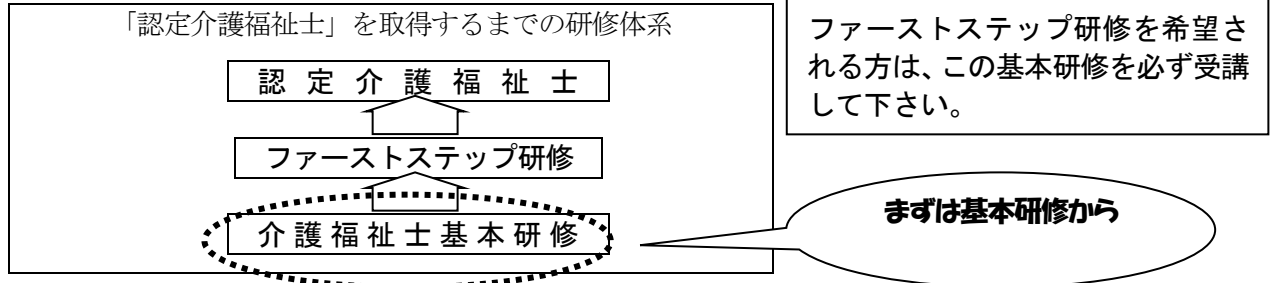 「認定介護福祉士」を取得するまでの研修体系
認定介護福祉士
ファーストステップ研修
介護福祉士基本研修
ファーストステップ研修を希望さ
れる方は、この基本研修を必ず受講
して下さい。
まずは基本研修から